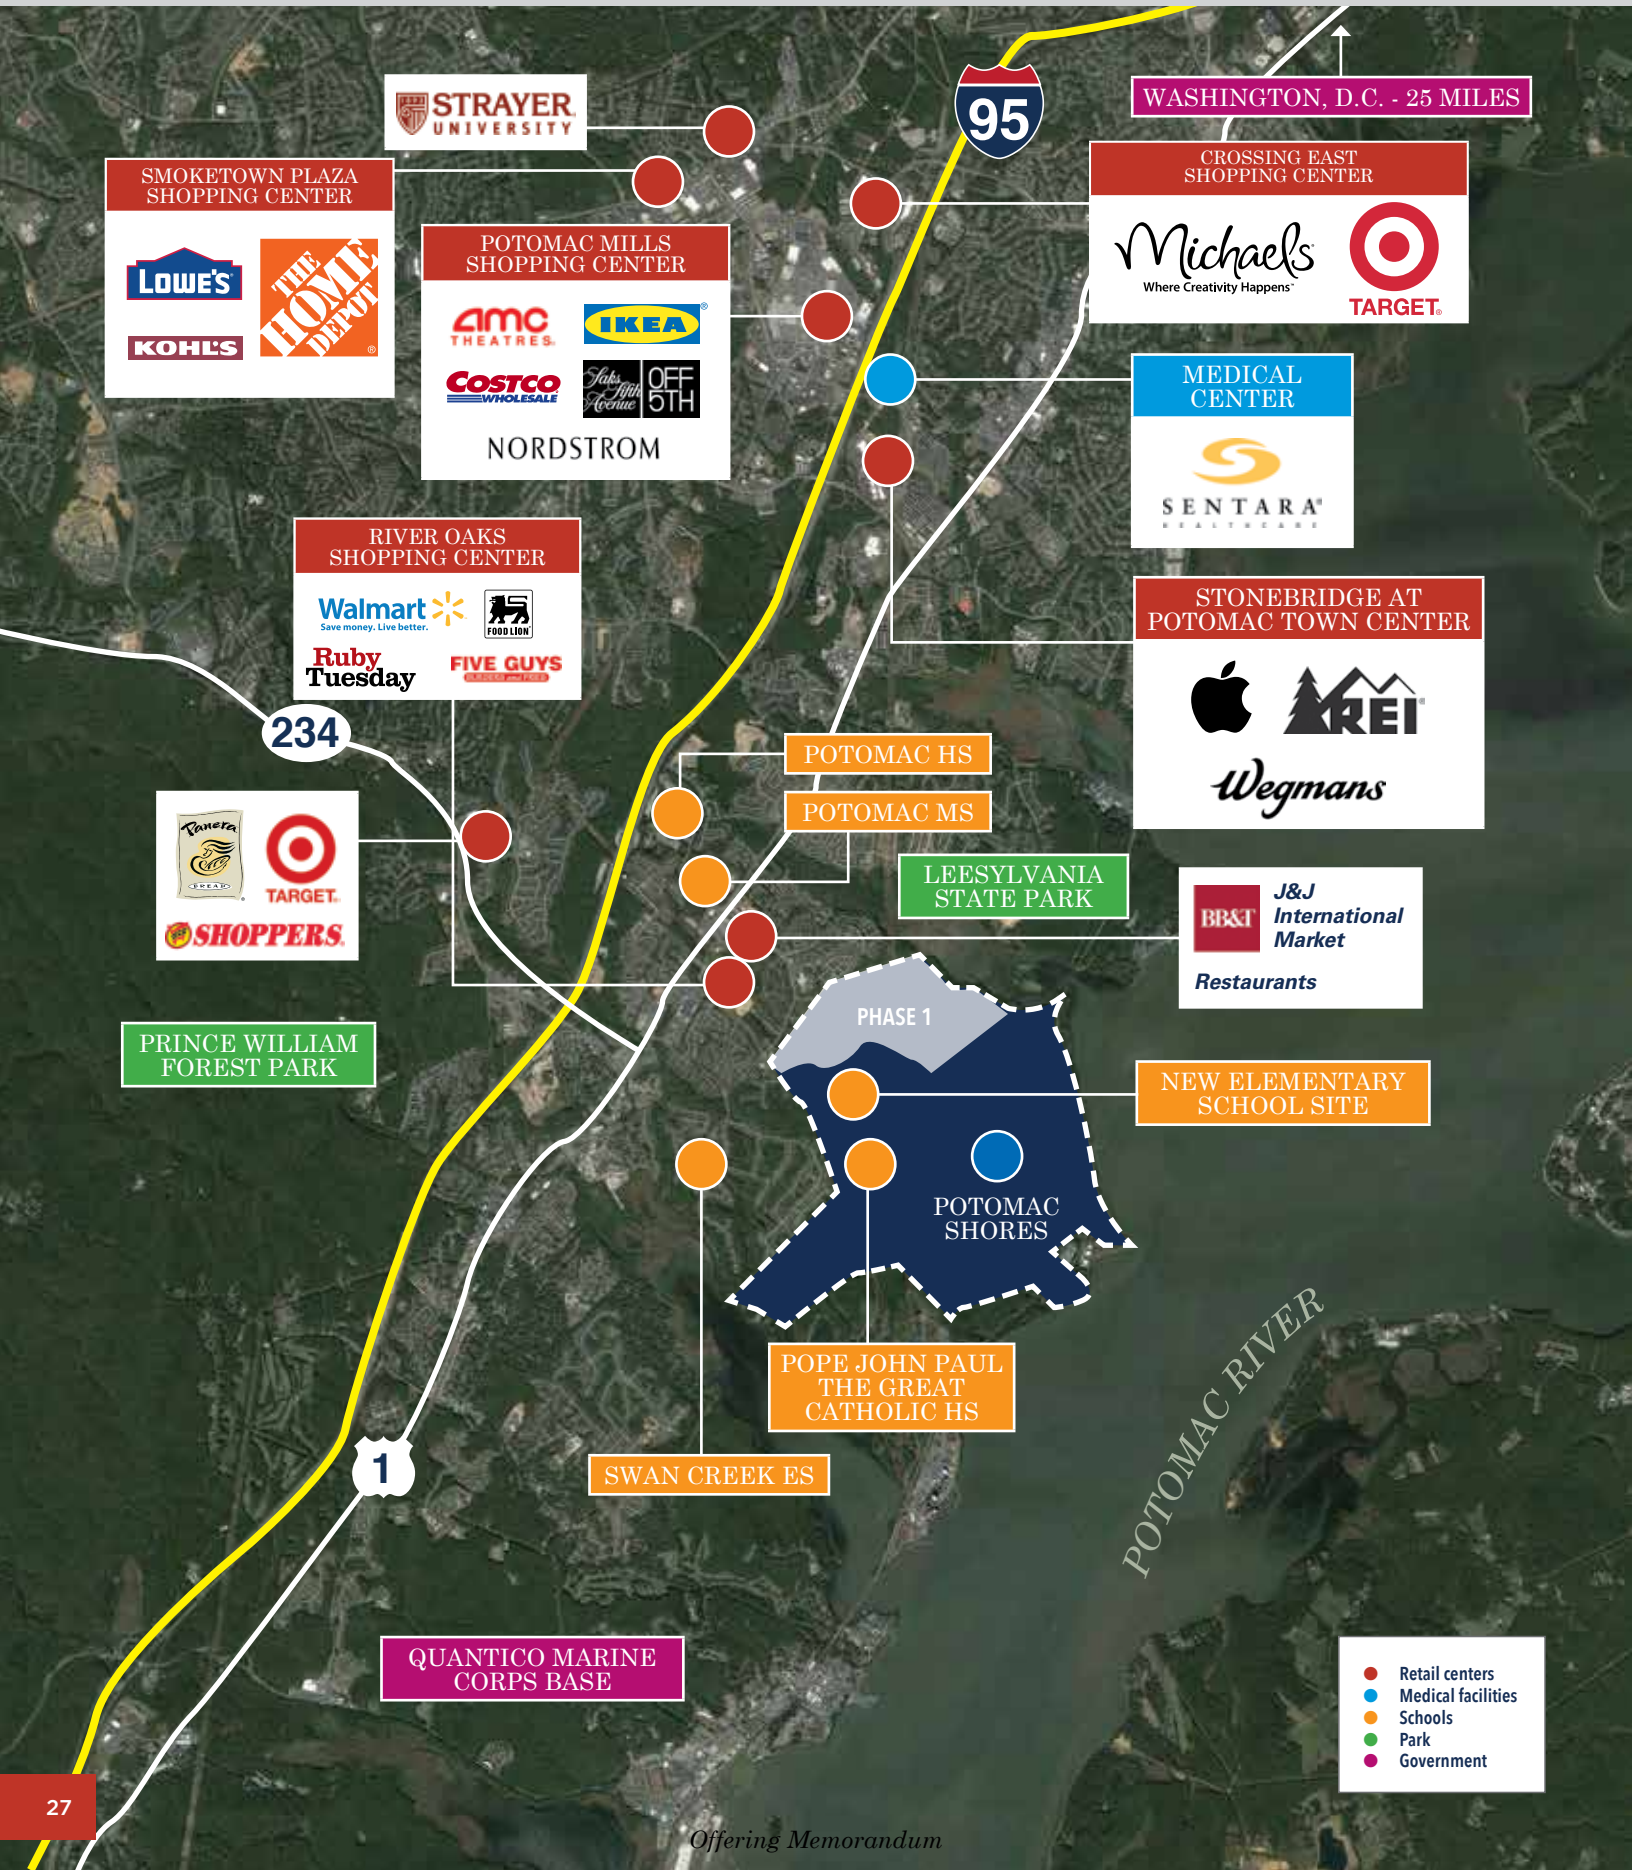 STRAYER
UNIVERSITY
95
WASHINGTON, D.C. - 25 MILES
SMOKETOWN PLAZA
SHOPPING CENTER
LOWE'S
THE
HOME
DEPOT
KOHL'S
POTOMAC MILLS
SHOPPING CENTER
amc
THEATRES
IKEA
COSTCO
WHOLESALE
Saks
Fifth
Avenue
OFF
5TH
NORDSTROM
CROSSING EAST
SHOPPING CENTER
Michaels
Where Creativity Happens™
TARGET
MEDICAL
CENTER
SENTARA®
HEALTHCARE
RIVER OAKS
SHOPPING CENTER
Walmart
Save money. Live better.
FOOD LION
Ruby
Tuesday
FIVE GUYS
BURGERS and FRIES
STONEBRIDGE AT
POTOMAC TOWN CENTER
REI
Wegmans
234
POTOMAC HS
POTOMAC MS
Panera
BREAD
TARGET
SHOPPERS
LEESYLVANIA
STATE PARK
BB&T
J&J
International
Market
Restaurants
PHASE 1
PRINCE WILLIAM
FOREST PARK
NEW ELEMENTARY
SCHOOL SITE
POTOMAC
SHORES
POPE JOHN PAUL
THE GREAT
CATHOLIC HS
POTOMAC RIVER
1
SWAN CREEK ES
QUANTICO MARINE
CORPS BASE
Retail centers
Medical facilities
Schools
Park
Government
27
Offering Memorandum